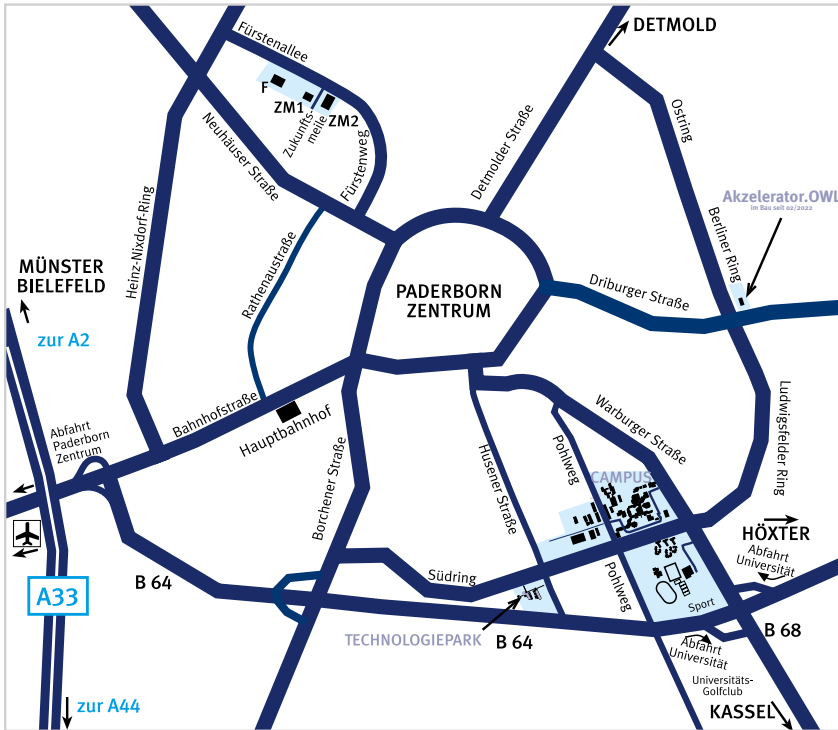 DETMOLD
Fürstenallee
F
ZM1
ZM2
Zukunfts-
meile
Neuhäuser Straße
Fürstenweg
Detmolder Straße
Ostring
Akzelerator.OWL
im Bau seit 02/2022
Berliner Ring
Heinz-Nixdorf-Ring
Rathenaustraße
MÜNSTER
BIELEFELD
zur A2
PADERBORN
ZENTRUM
Driburger Straße
Abfahrt
Paderborn
Zentrum
Bahnhofstraße
Hauptbahnhof
Borchener Straße
Husener Straße
Pohlweg
Warburger Straße
Ludwigsfelder Ring
CAMPUS
HÖXTER
Abfahrt
Universität
A33
B 64
Südring
Pohlweg
Sport
TECHNOLOGIEPARK
B 64
B 68
Abfahrt
Universität
Universitäts-
Golfclub
KASSEL
zur A44